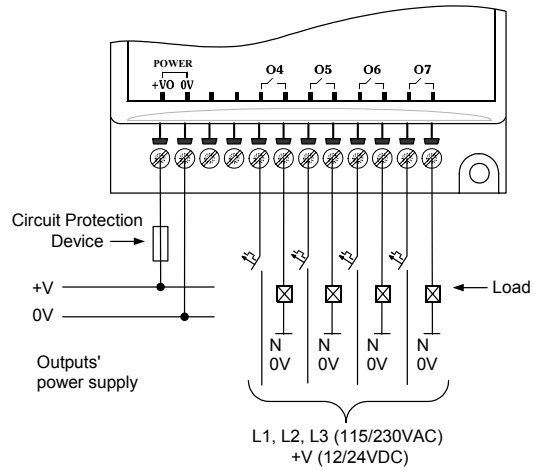 POWER
+VO 0V
O4 O5 O6 O7
Circuit Protection
Device
+V
0V
Load
N N N N
0V 0V 0V 0V
Outputs'
power supply
L1, L2, L3 (115/230VAC)
+V (12/24VDC)